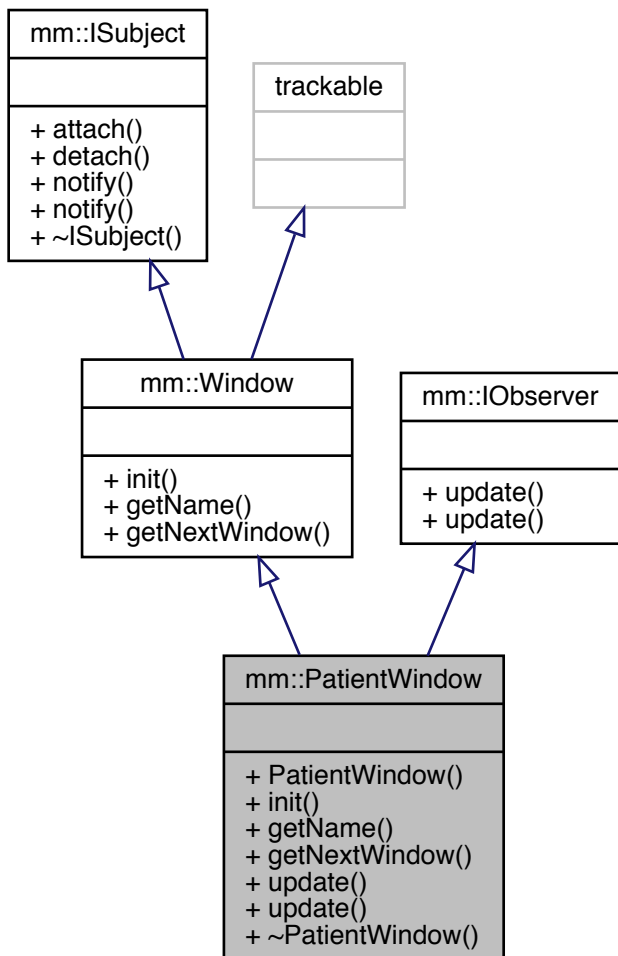 mm::ISubject
+ attach()
+ detach()
+ notify()
+ notify()
+ ~ISubject()
trackable
mm::Window
+ init()
+ getName()
+ getNextWindow()
mm::IObserver
+ update()
+ update()
mm::PatientWindow
+ PatientWindow()
+ init()
+ getName()
+ getNextWindow()
+ update()
+ update()
+ ~PatientWindow()